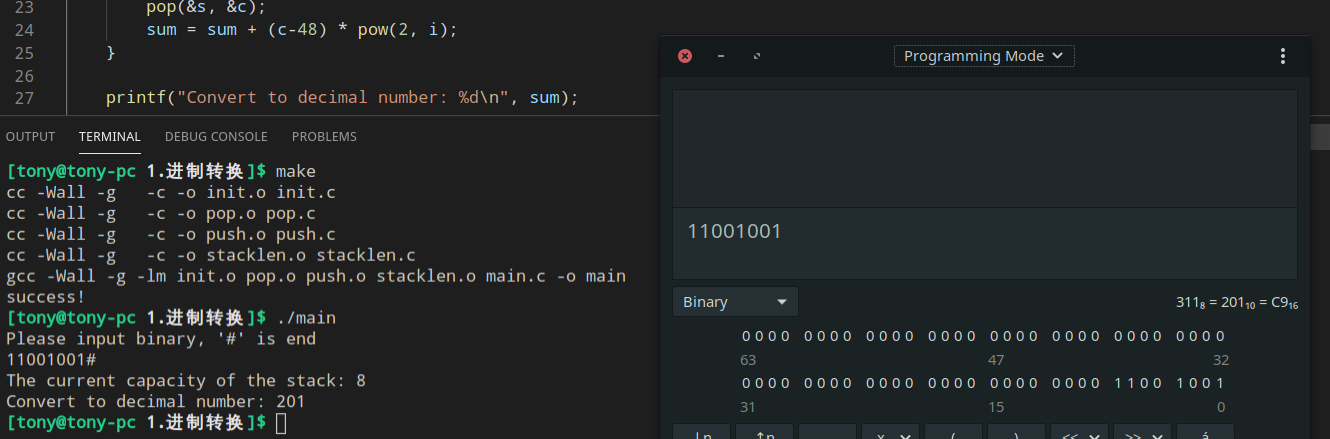 23 pop(&s, &c);
24 sum = sum + (c-48) * pow(2, i);
25 }
26
27 printf("Convert to decimal number: %d\n", sum);
OUTPUT TERMINAL DEBUG CONSOLE PROBLEMS
[tony@tony-pc 1.进制转换]$ make
cc -Wall -g -c -o init.o init.c
cc -Wall -g -c -o pop.o pop.c
cc -Wall -g -c -o push.o push.c
cc -Wall -g -c -o stacklen.o stacklen.c
gcc -Wall -g -lm init.o pop.o push.o stacklen.o main.c -o main
success!
[tony@tony-pc 1.进制转换]$ ./main
Please input binary, '#' is end
11001001#
The current capacity of the stack: 8
Convert to decimal number: 201
[tony@tony-pc 1.进制转换]$
Programming Mode
11001001
Binary 311₈ = 201₁₀ = C9₁₆
0000 0000 0000 0000 0000 0000 0000 0000
63 47 32
0000 0000 0000 0000 0000 0000 1100 1001
31 15 0